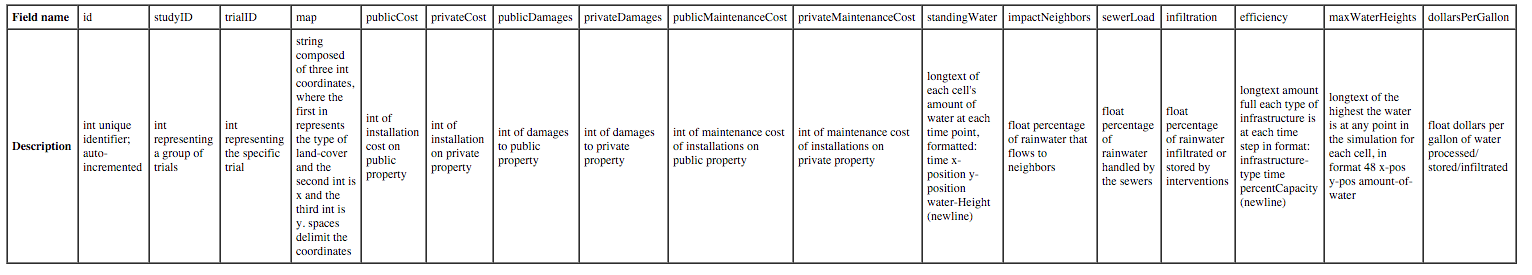 Field name id studyID trialID map publicCost privateCost publicDamages privateDamages publicMaintenanceCost privateMaintenanceCost standingWater impactNeighbors sewerLoad infiltration efficiency maxWaterHeights dollarsPerGallon
Description
int unique
identifier;
auto-
incremented
int
representing
a group of
trials
int
representing
the specific
trial
string
composed
of three int
coordinates,
where the
first in
represents
the type of
land-cover
and the
second int is
x and the
third int is
y. spaces
delimit the
coordinates
int of
installation
cost on
public
property
int of
installation
on private
property
int of damages
to public
property
int of damages
to private
property
int of maintenance cost
of installations on
public property
int of maintenance cost
of installations on
private property
longtext of
each cell's
amount of
water at each
time point,
formatted:
time x-
position y-
position
water-Height
(newline)
float percentage
of rainwater that
flows to
neighbors
float
percentage
of
rainwater
handled by
the sewers
float
percentage
of rainwater
infiltrated or
stored by
interventions
longtext amount
full each type of
infrastructure is
at each time
step in format:
infrastructure-
type time
percentCapacity
(newline)
longtext of the
highest the water
is at any point in
the simulation for
each cell, in
format 48 x-pos
y-pos amount-of-
water
float dollars per
gallon of water
processed/
stored/infiltrated